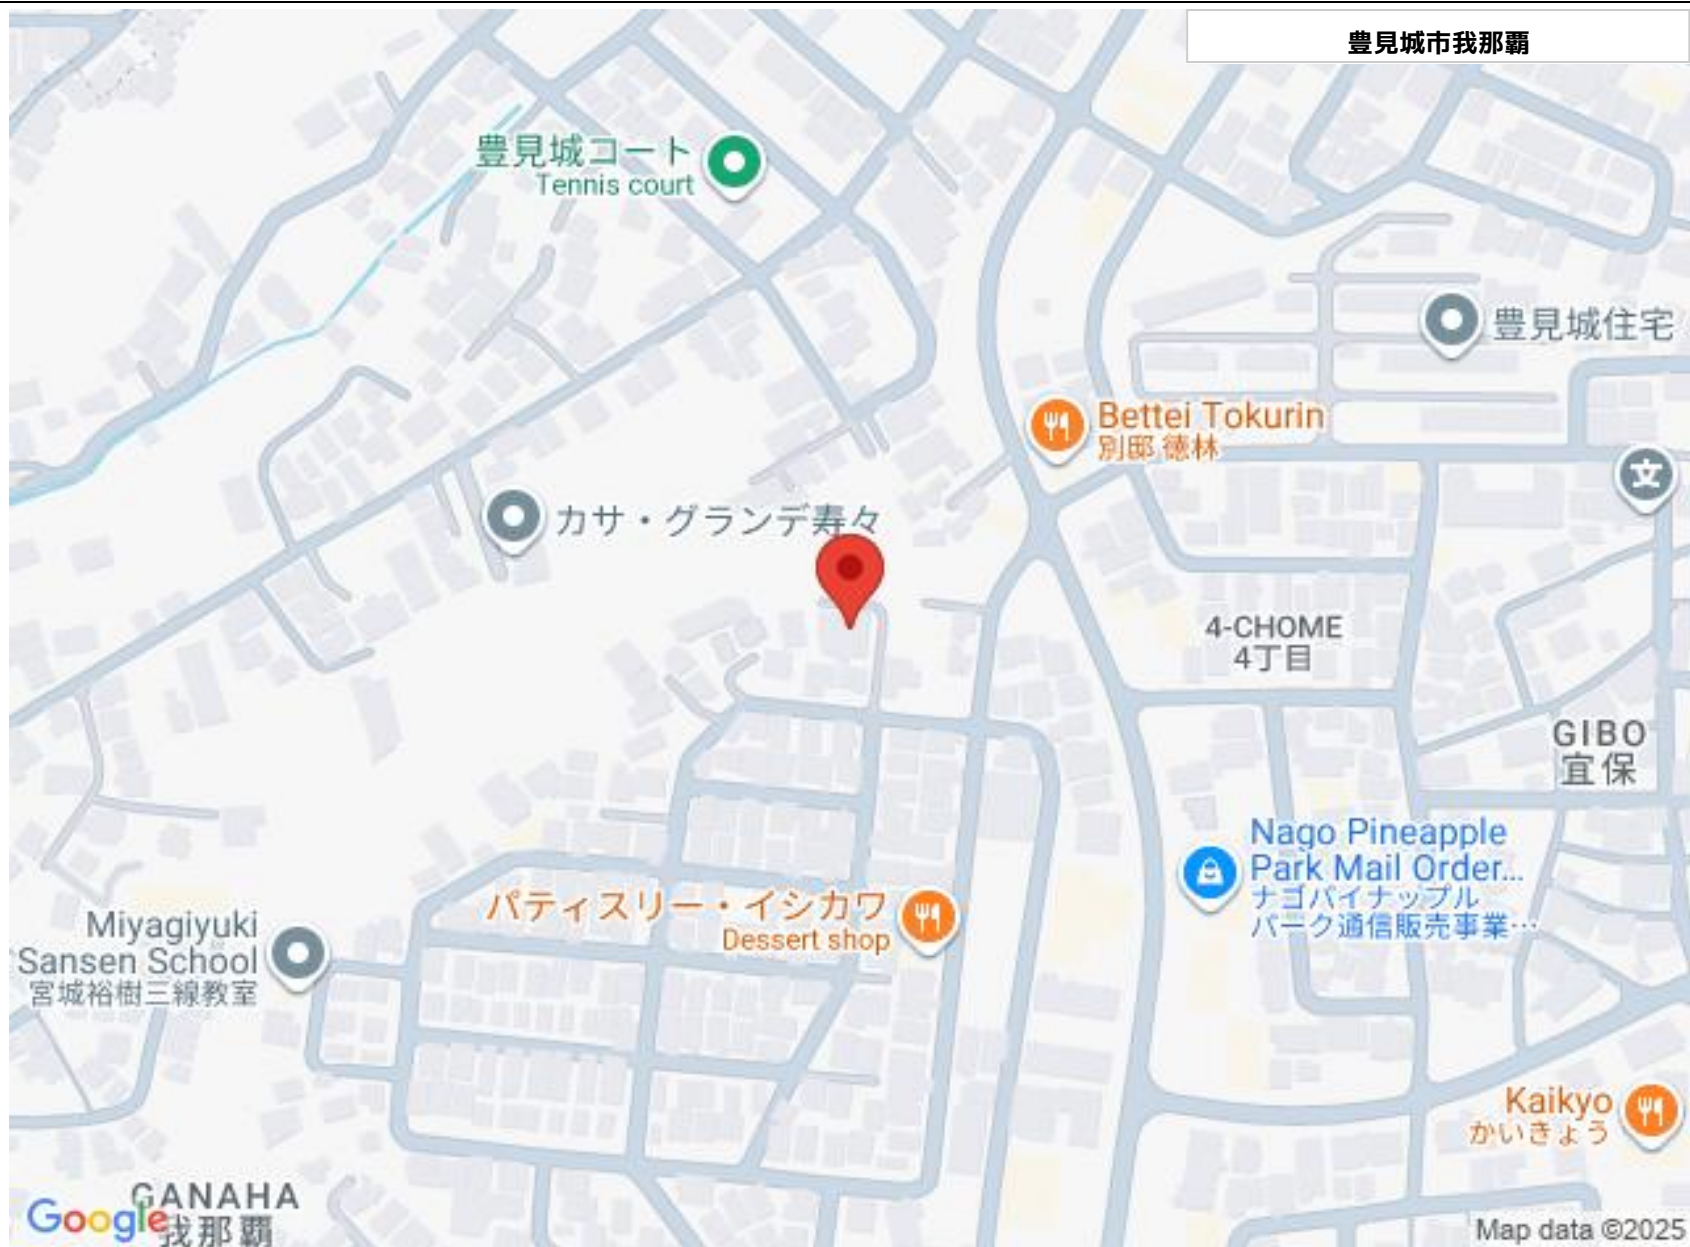 豊見城市我那覇
豊見城コート
Tennis court
豊見城住宅
Bettei Tokurin
別邸 徳林
文
カサ・グランデ寿々
4-CHOME
4丁目
GIBO
宜保
Nago Pineapple
Park Mail Order...
ナゴパイナップル
パーク通信販売事業…
パティスリー・イシカワ
Dessert shop
Miyagiyuki
Sansen School
宮城裕樹三線教室
Kaikyo
かいきょう
GANAHA
我那覇
Google
Map data ©2025